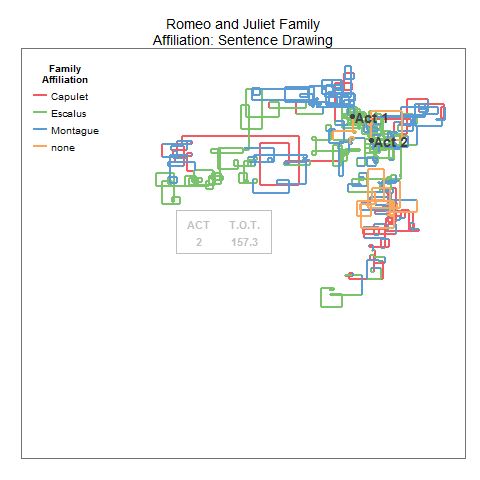 Romeo and Juliet Family
Affiliation: Sentence Drawing
Family
Affiliation
Capulet
Escalus
Montague
none
Act 1
Act 2
ACT T.O.T.
2 157.3